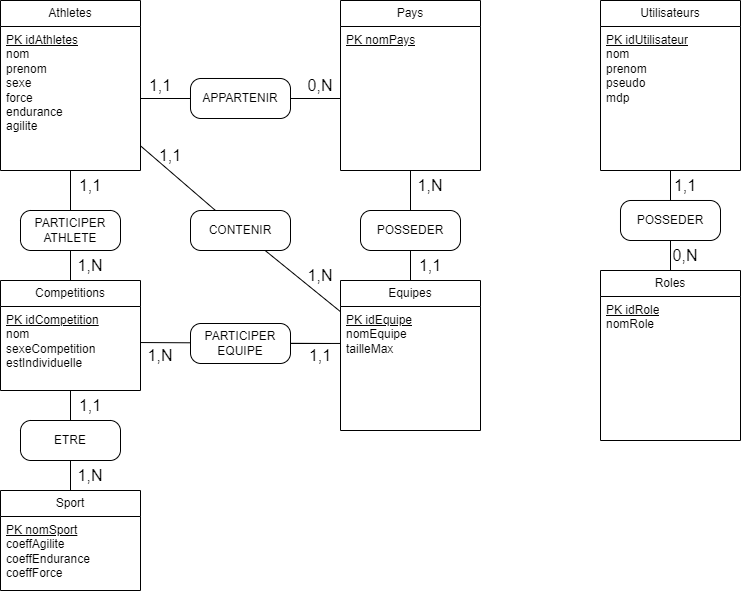 Athletes
PK idAthletes
nom
prenom
sexe
force
endurance
agilite
1,1
APPARTENIR
0,N
Pays
PK nomPays
Utilisateurs
PK idUtilisateur
nom
prenom
pseudo
mdp
1,1
1,1
PARTICIPER
ATHLETE
1,N
CONTENIR
1,N
1,N
POSSEDER
1,1
1,1
POSSEDER
0,N
Competitions
PK idCompetition
nom
sexeCompetition
estIndividuelle
1,N
PARTICIPER
EQUIPE
1,1
Equipes
PK idEquipe
nomEquipe
tailleMax
Roles
PK idRole
nomRole
1,1
ETRE
1,N
Sport
PK nomSport
coeffAgilite
coeffEndurance
coeffForce